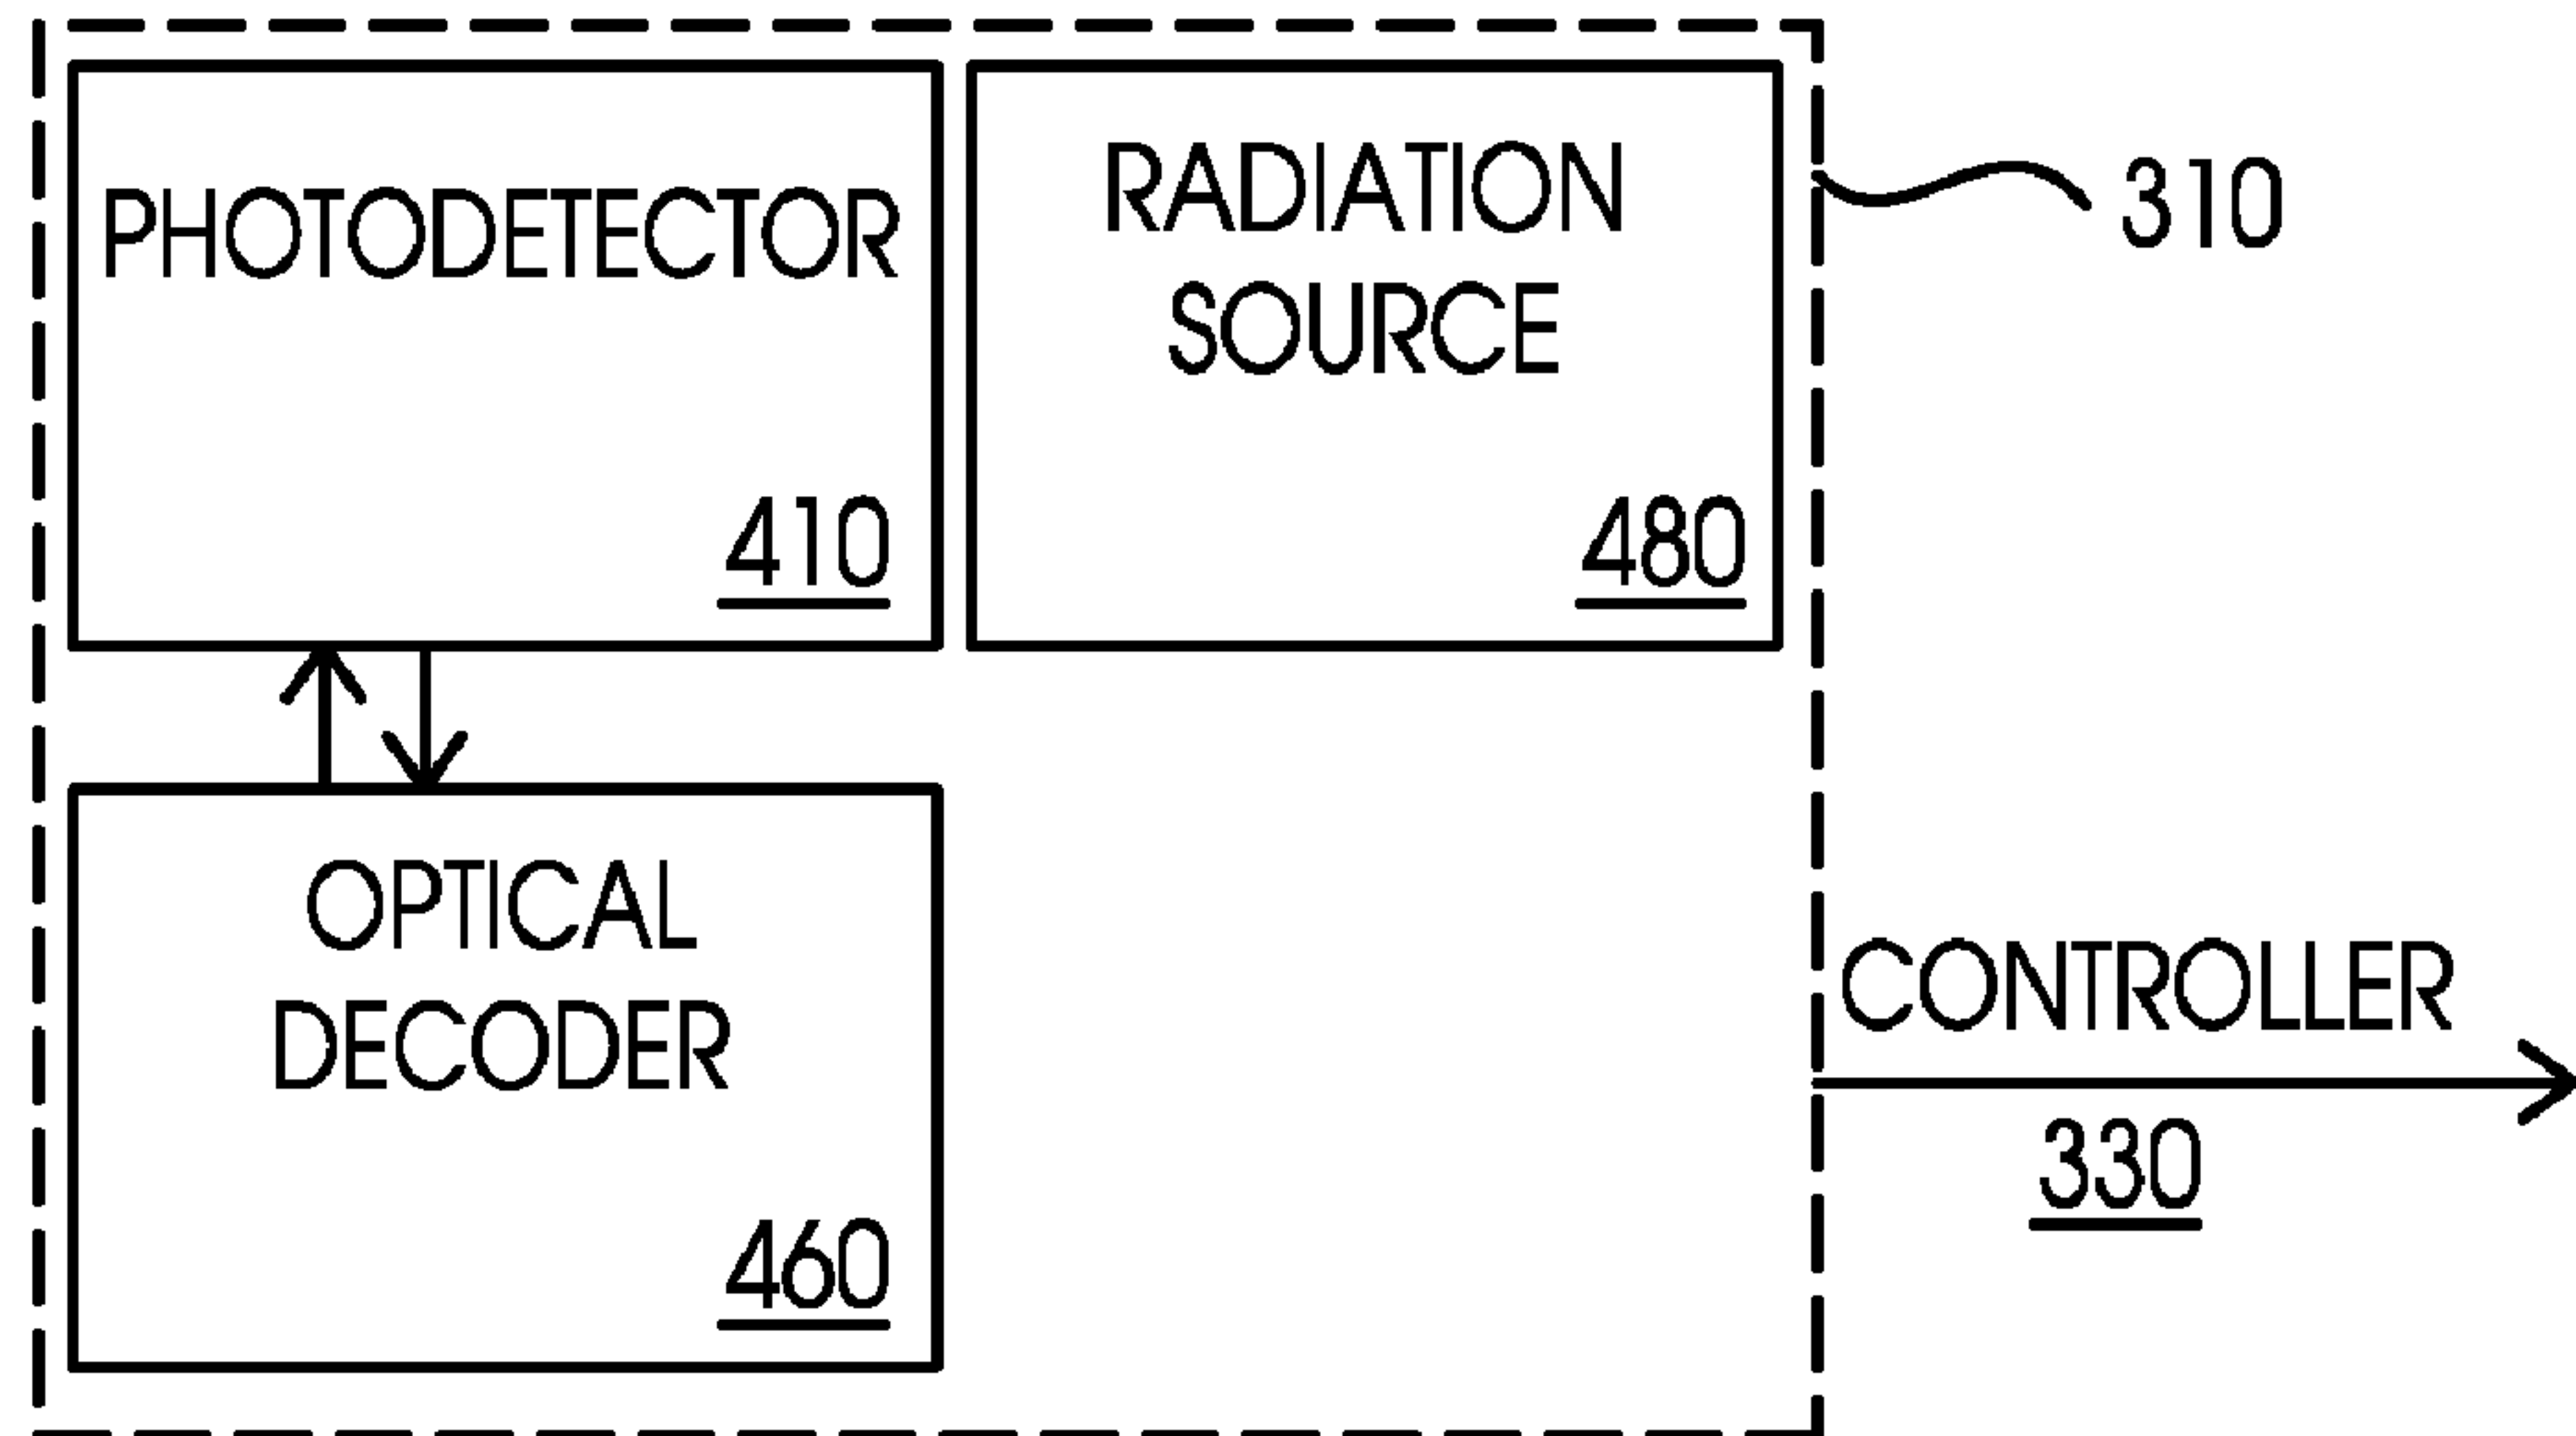 PHOTODETECTOR
410
RADIATION
SOURCE
480
310
OPTICAL
DECODER
460
CONTROLLER
330